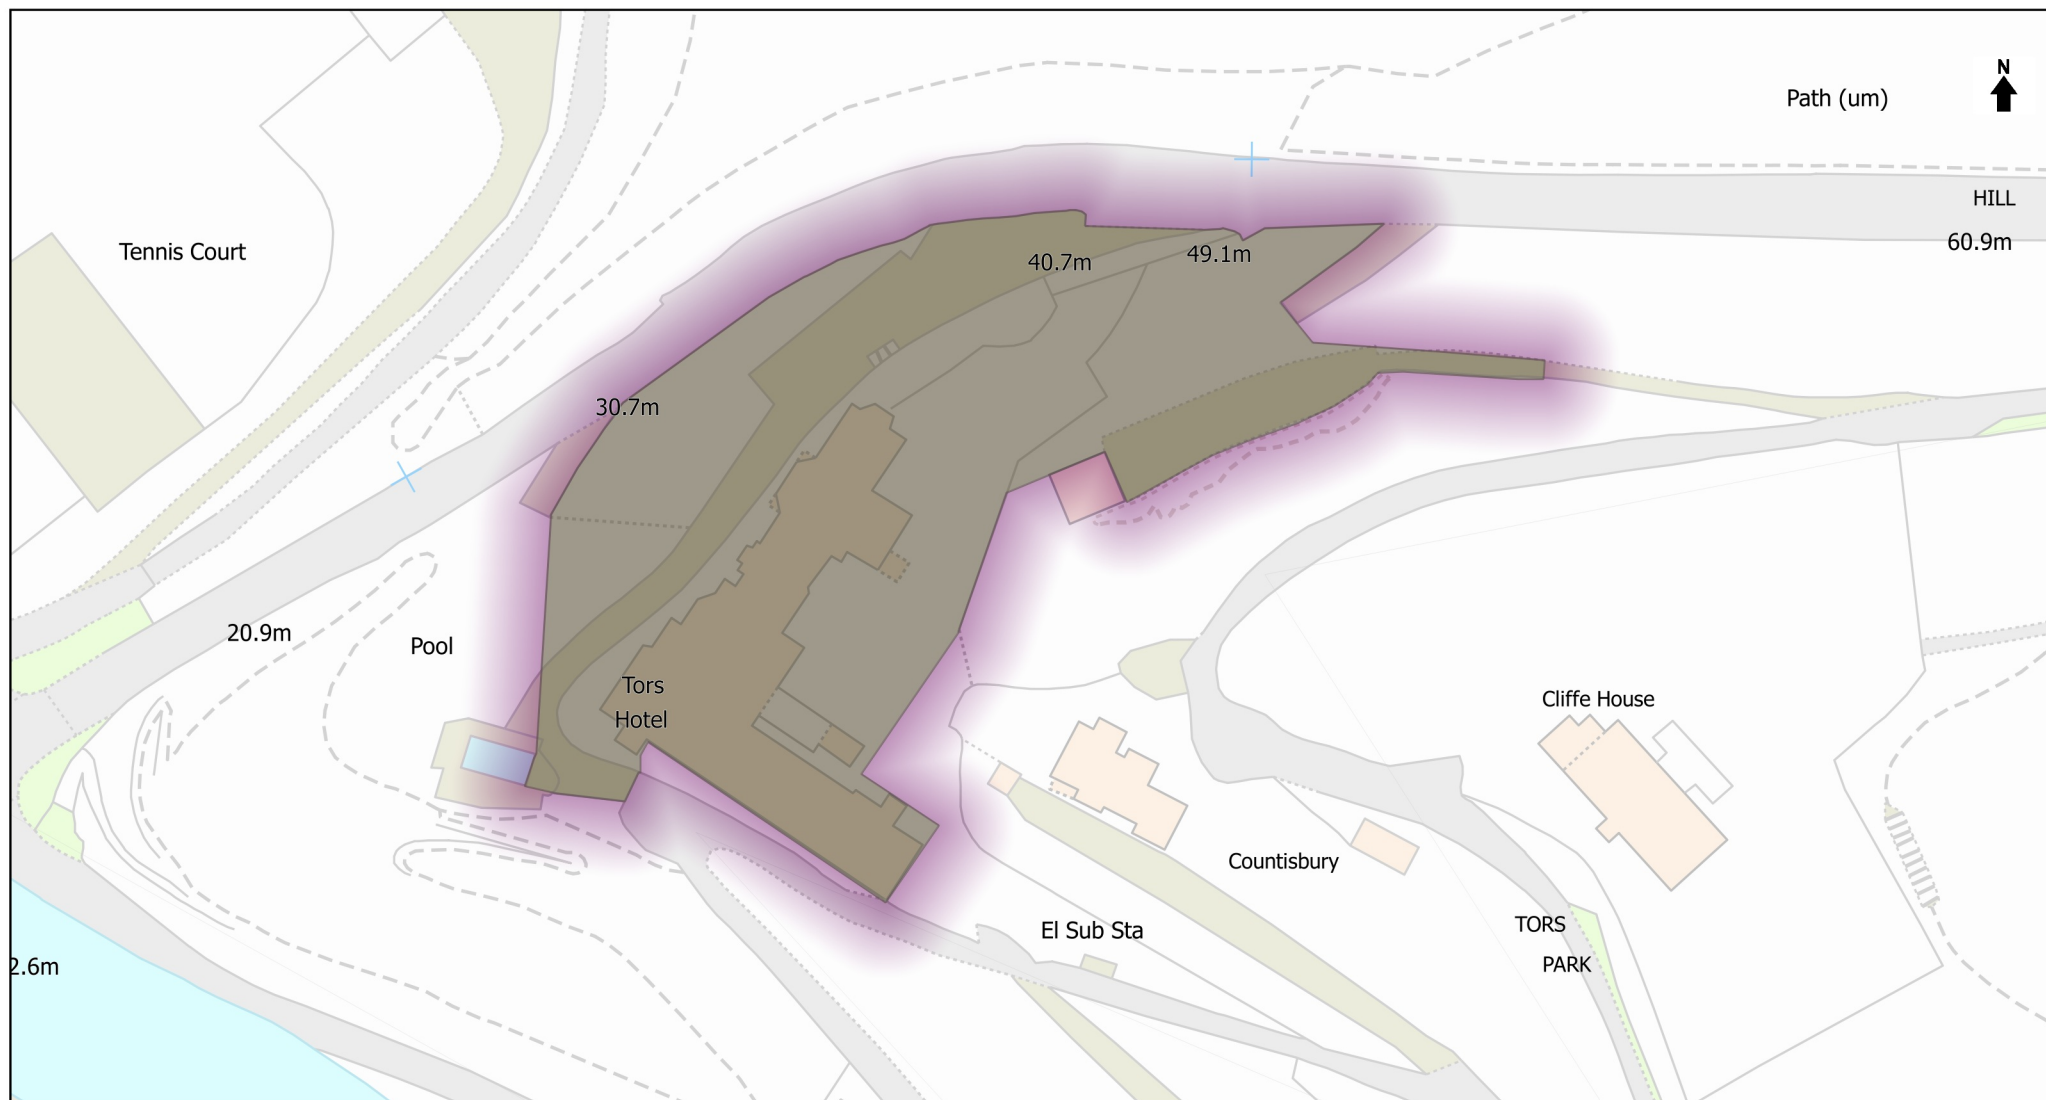 N
Path (um)
HILL
60.9m
Tennis Court
40.7m
49.1m
30.7m
20.9m
Pool
Tors
Hotel
Cliffe House
Countisbury
El Sub Sta
TORS
PARK
2.6m